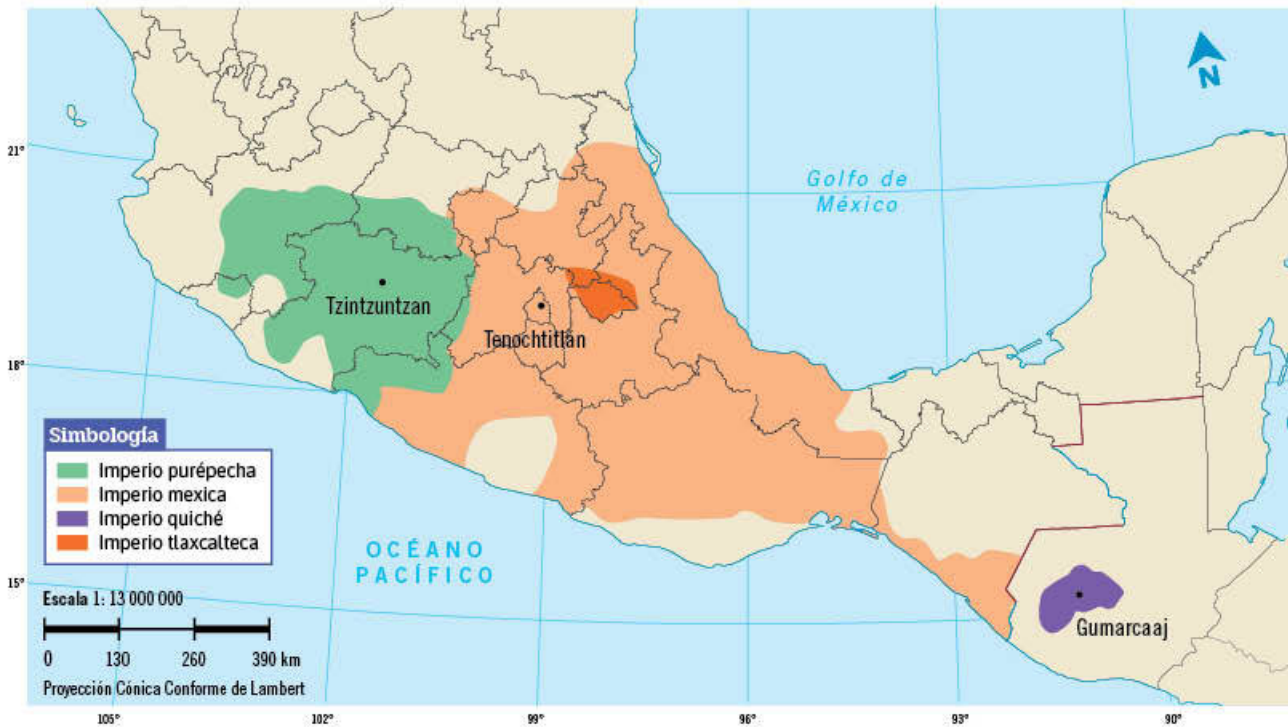 N
21°
Golfo de
México
Tzintzuntzan
Tenochtitlán
18°
Simbología
Imperio purépecha
Imperio mexica
Imperio quiché
Imperio tlaxcalteca
OCÉANO
PACÍFICO
15°
Escala 1: 13 000 000
0 130 260 390 km
Proyección Cónica Conforme de Lambert
Gumarcaaj
105° 102° 99° 96° 93° 90°